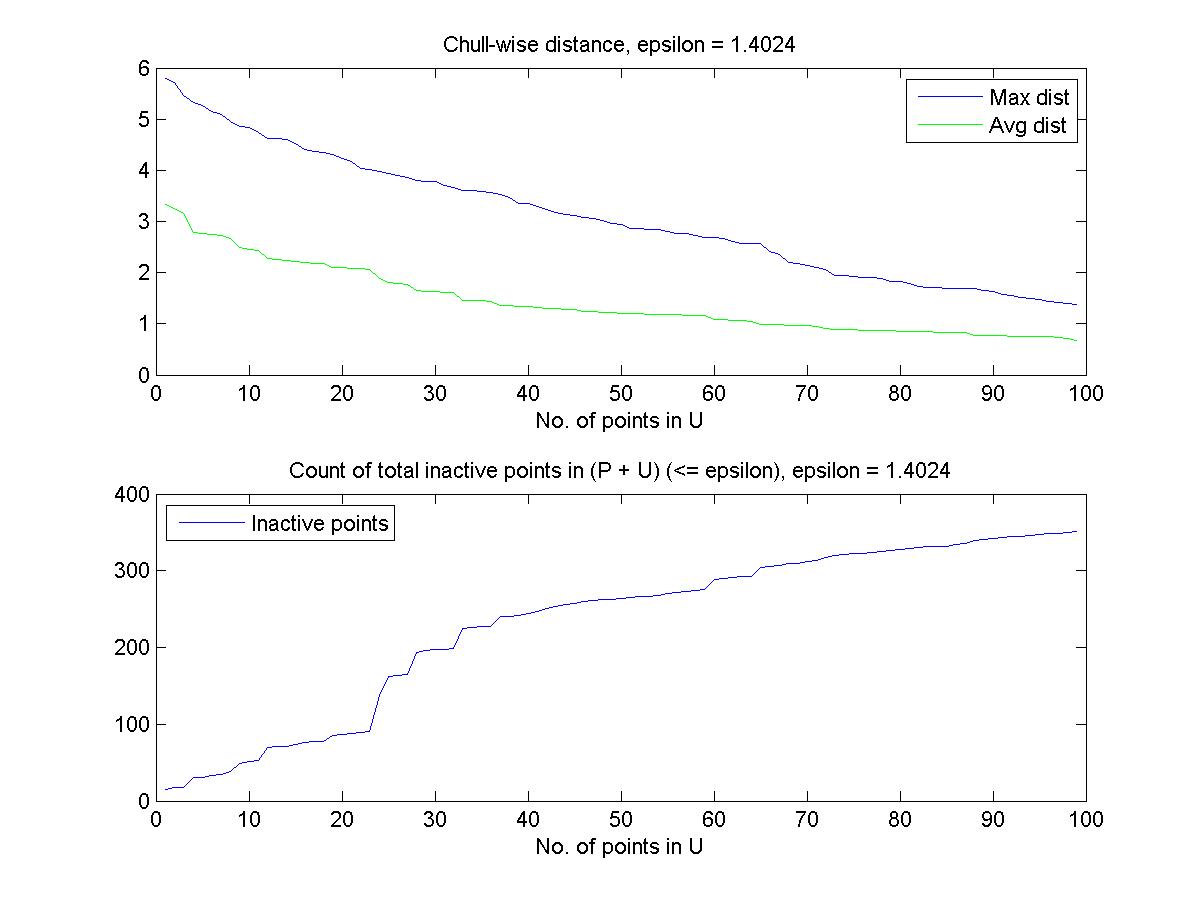 Chull-wise distance, epsilon = 1.4024
6
5
4
3
2
1
0
Max dist
Avg dist
0 10 20 30 40 50 60 70 80 90 100
No. of points in U
Count of total inactive points in (P + U) (<= epsilon), epsilon = 1.4024
400
300
200
100
0
Inactive points
0 10 20 30 40 50 60 70 80 90 100
No. of points in U